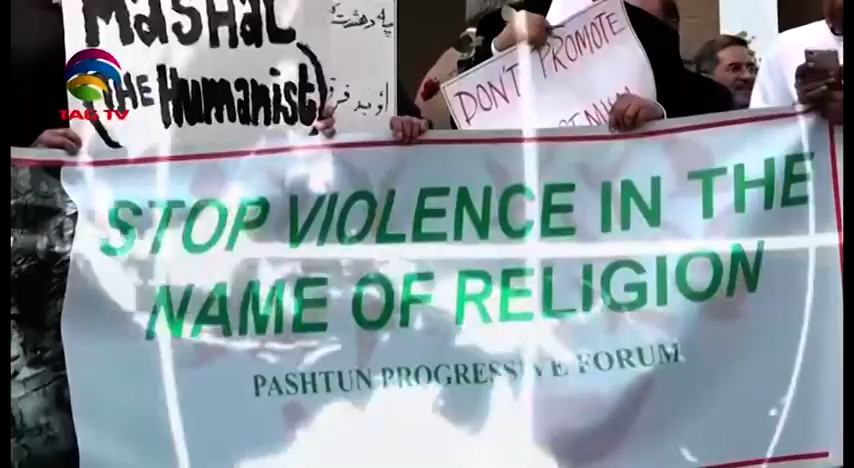 MaSHAL
(THE Humanist)
DON'T PROMOTE
TAG TV
STOP VIOLENCE IN THE
NAME OF RELIGION
PASHTUN PROGRESSIVE FORUM